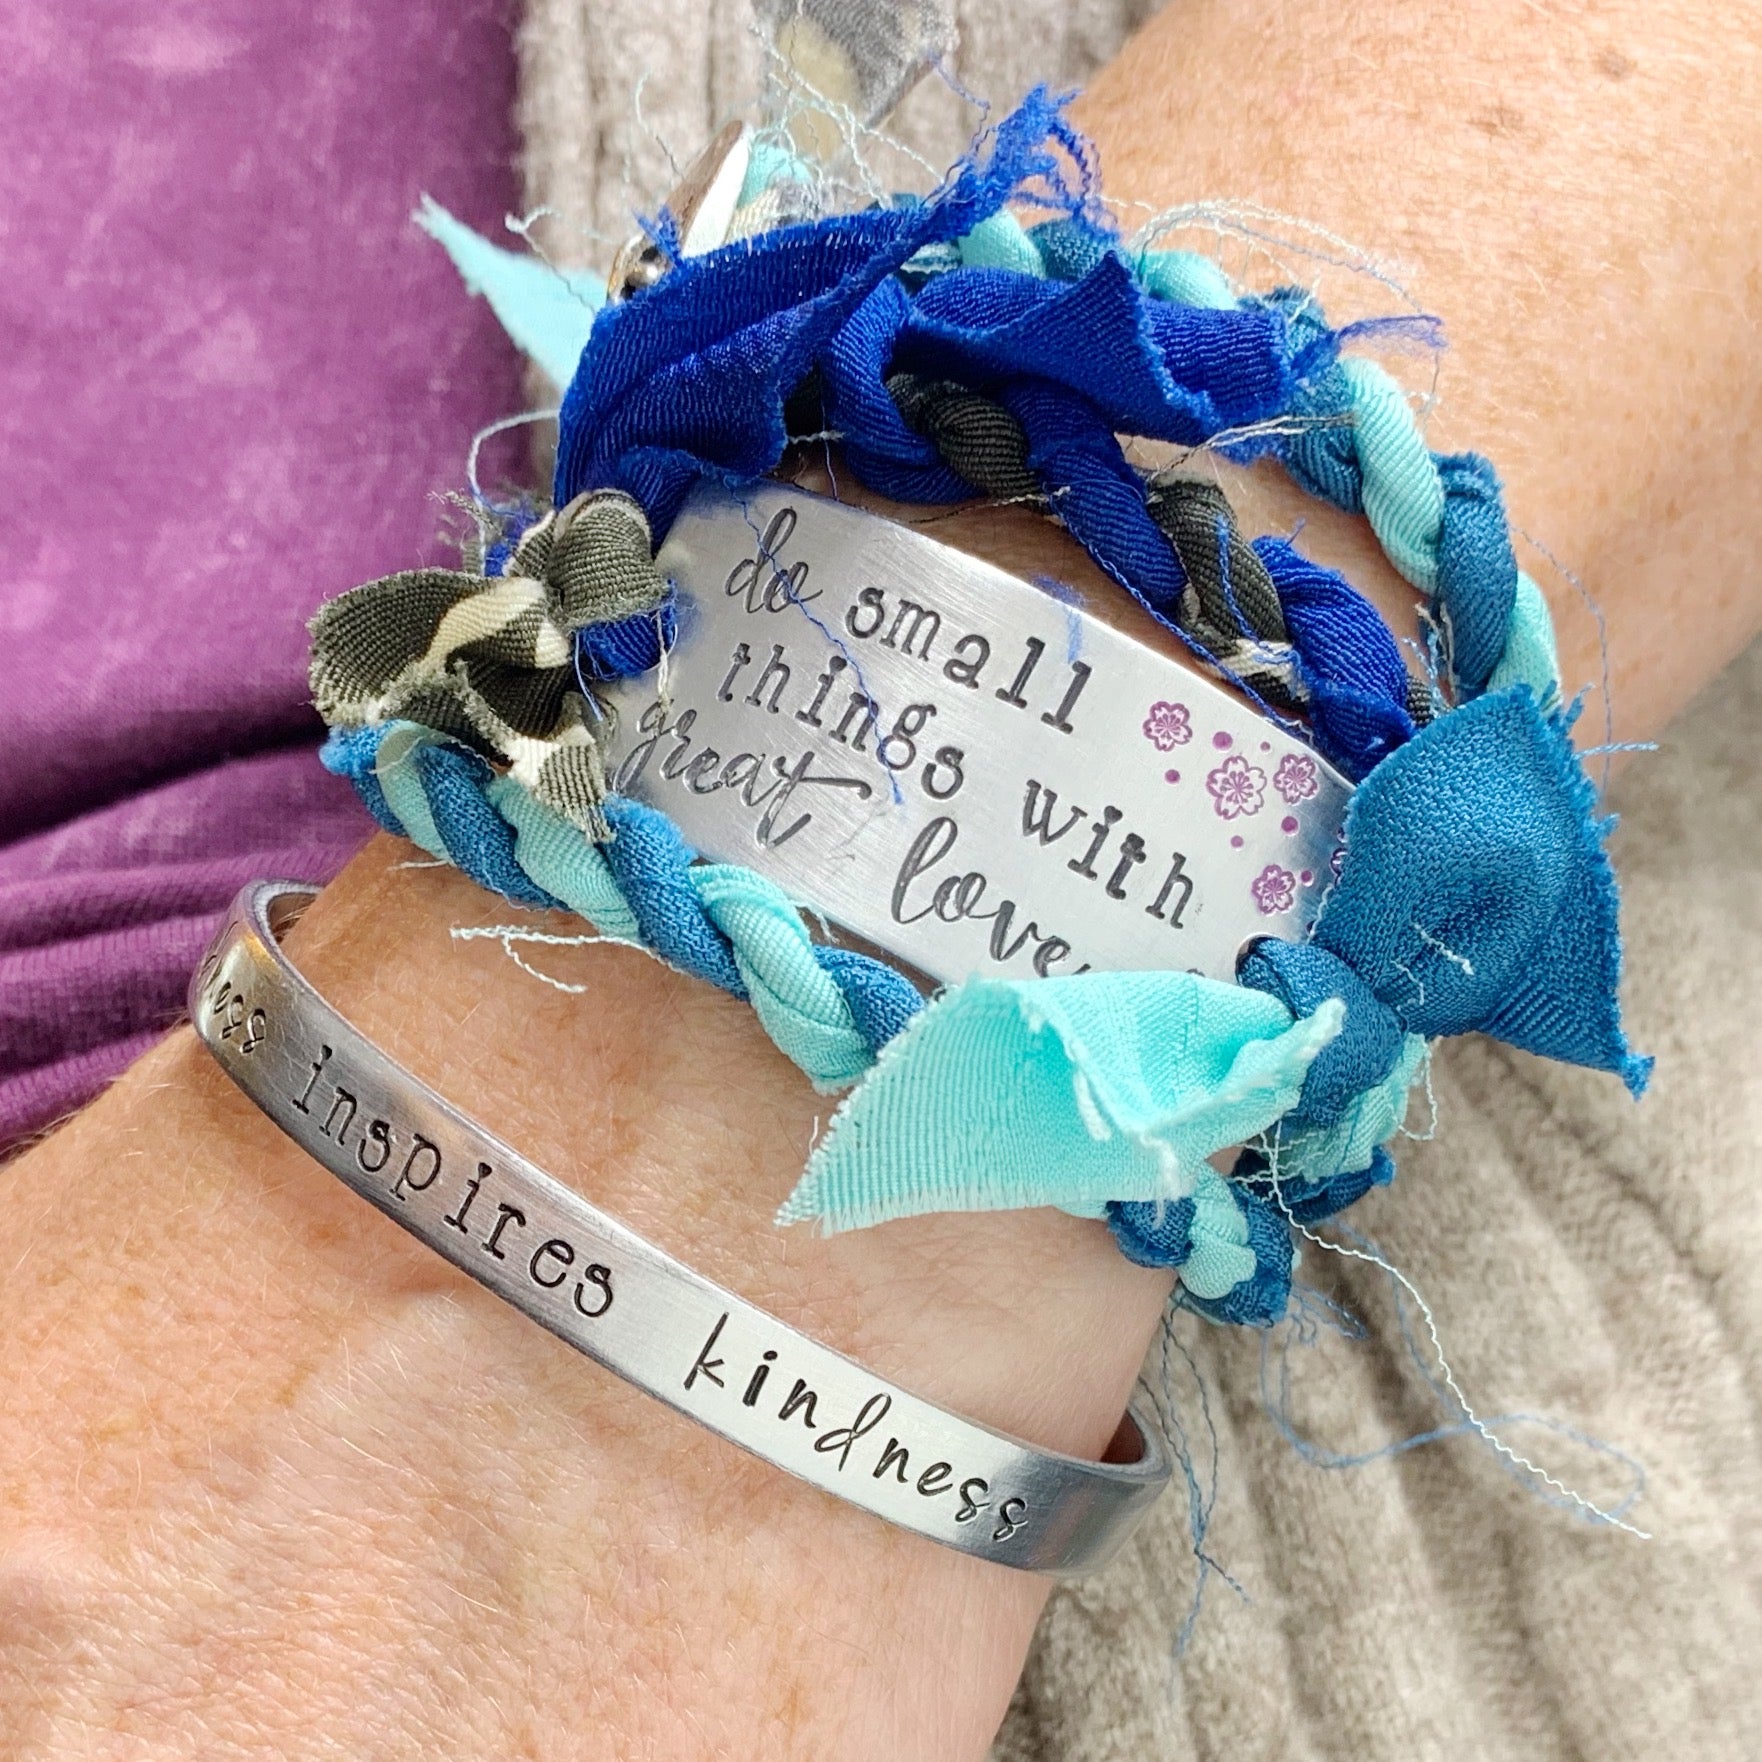 do small
things with
great love
inspires kindness